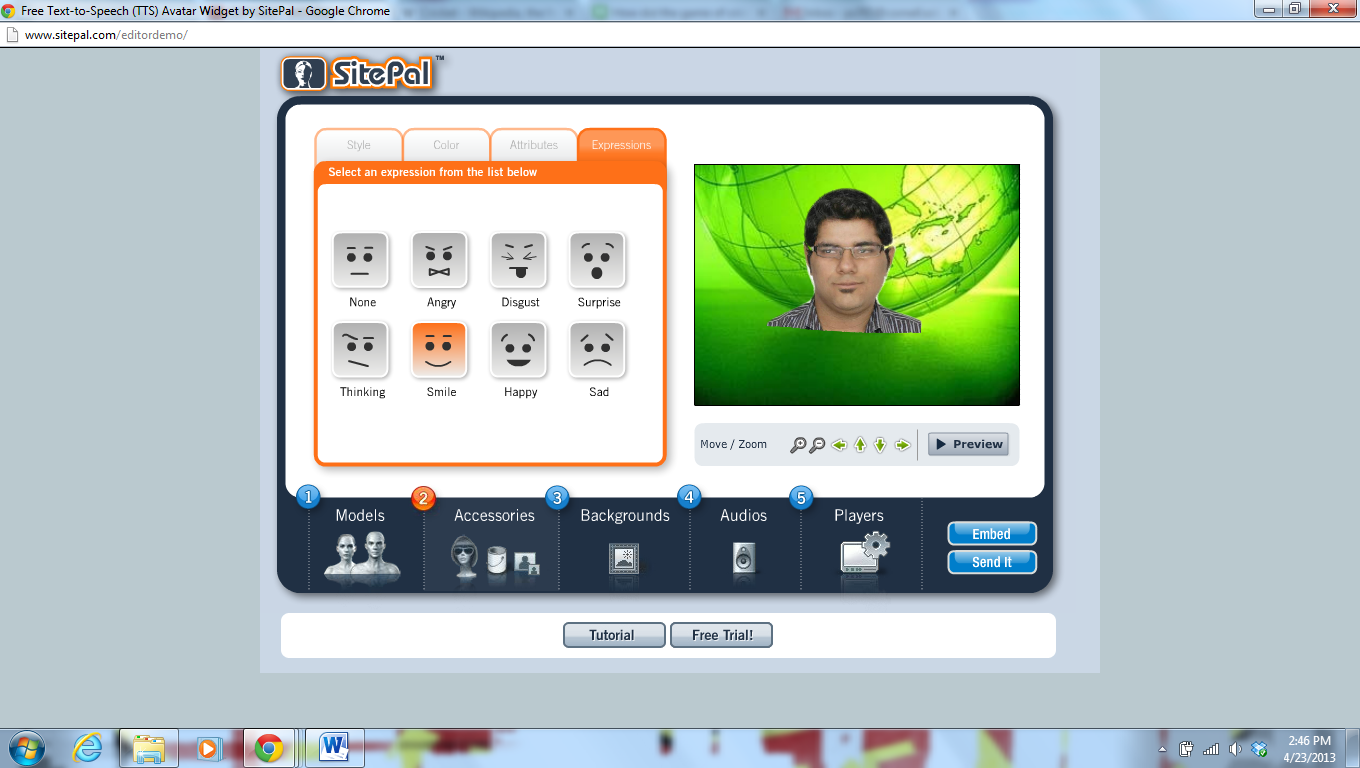 Free Text-to-Speech (TTS) Avatar Widget by SitePal - Google Chrome
www.sitepal.com/editordemo/
SitePal™
Style Color Attributes Expressions
Select an expression from the list below
None Angry Disgust Surprise
Thinking Smile Happy Sad
Move / Zoom Preview
1 2 3 4 5
Models Accessories Backgrounds Audios Players
Embed
Send It
Tutorial Free Trial!
2:46 PM
4/23/2013